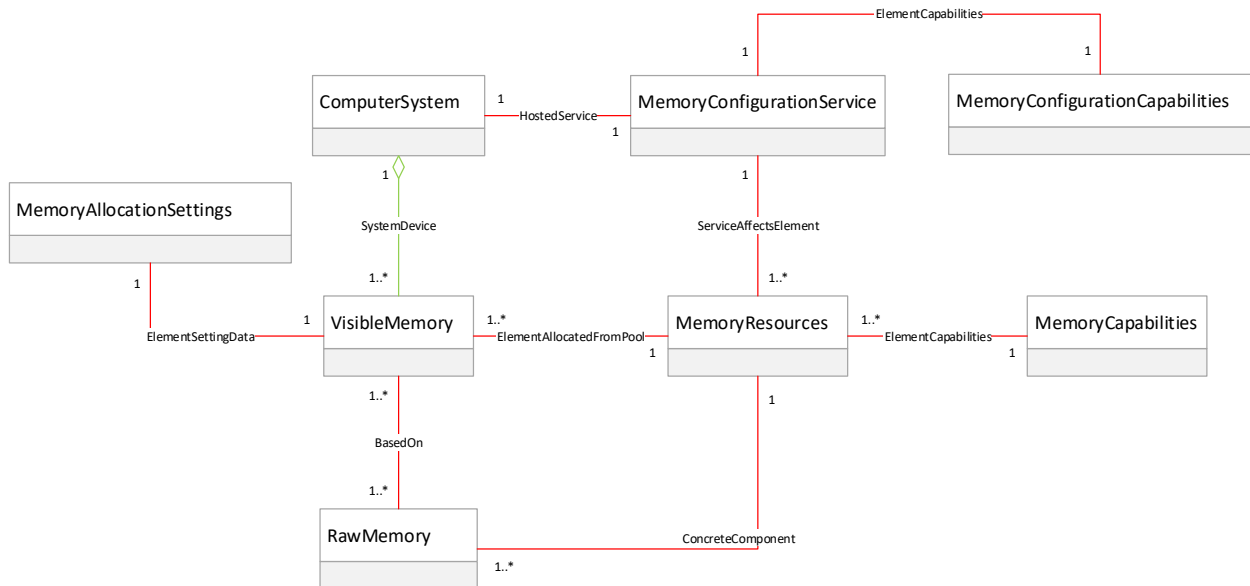 ElementCapabilities
1
1
ComputerSystem
1
HostedService
1
MemoryConfigurationService
MemoryConfigurationCapabilities
1
1
MemoryAllocationSettings
SystemDevice
ServiceAffectsElement
1
1..*
1..*
1
ElementSettingData
VisibleMemory
1..*
ElementAllocatedFromPool
1
MemoryResources
1..*
ElementCapabilities
1
MemoryCapabilities
1..*
1
BasedOn
1..*
RawMemory
1..*
ConcreteComponent